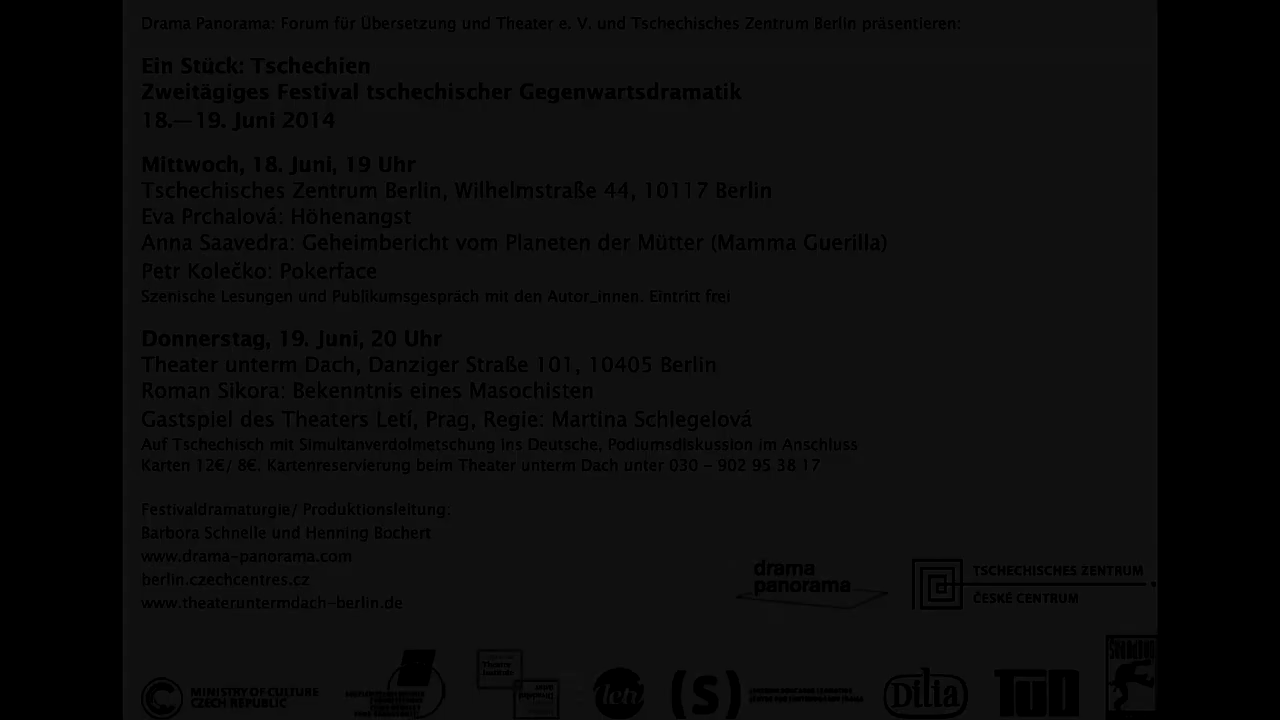 Drama Panorama: Forum für Übersetzung und Theater e. V. und Tschechisches Zentrum Berlin präsentieren:
Ein Stück: Tschechien
Zweitägiges Festival tschechischer Gegenwartsdramatik
18.—19. Juni 2014
Mittwoch, 18. Juni, 19 Uhr
Tschechisches Zentrum Berlin, Wilhelmstraße 44, 10117 Berlin
Eva Prchalová: Höhenangst
Anna Saavedra: Geheimbericht vom Planeten der Mütter (Mamma Guerilla)
Petr Kolečko: Pokerface
Szenische Lesungen und Publikumsgespräch mit den Autor_innen. Eintritt frei
Donnerstag, 19. Juni, 20 Uhr
Theater unterm Dach, Danziger Straße 101, 10405 Berlin
Roman Sikora: Bekenntnis eines Masochisten
Gastspiel des Theaters Letí, Prag, Regie: Martina Schlegelová
Auf Tschechisch mit Simultanverdolmetschung ins Deutsche, Podiumsdiskussion im Anschluss
Karten 12€/ 8€. Kartenreservierung beim Theater unterm Dach unter 030 – 902 95 38 17
Festivaldramaturgie/ Produktionsleitung:
Barbora Schnelle und Henning Bochert
www.drama-panorama.com
berlin.czechcentres.cz
www.theateruntermdach-berlin.de
drama
panorama
TSCHECHISCHES ZENTRUM
ČESKÉ CENTRUM
MINISTRY OF CULTURE
CZECH REPUBLIC
Theatre
Institute
Letí
(S)
Dilia
TuD